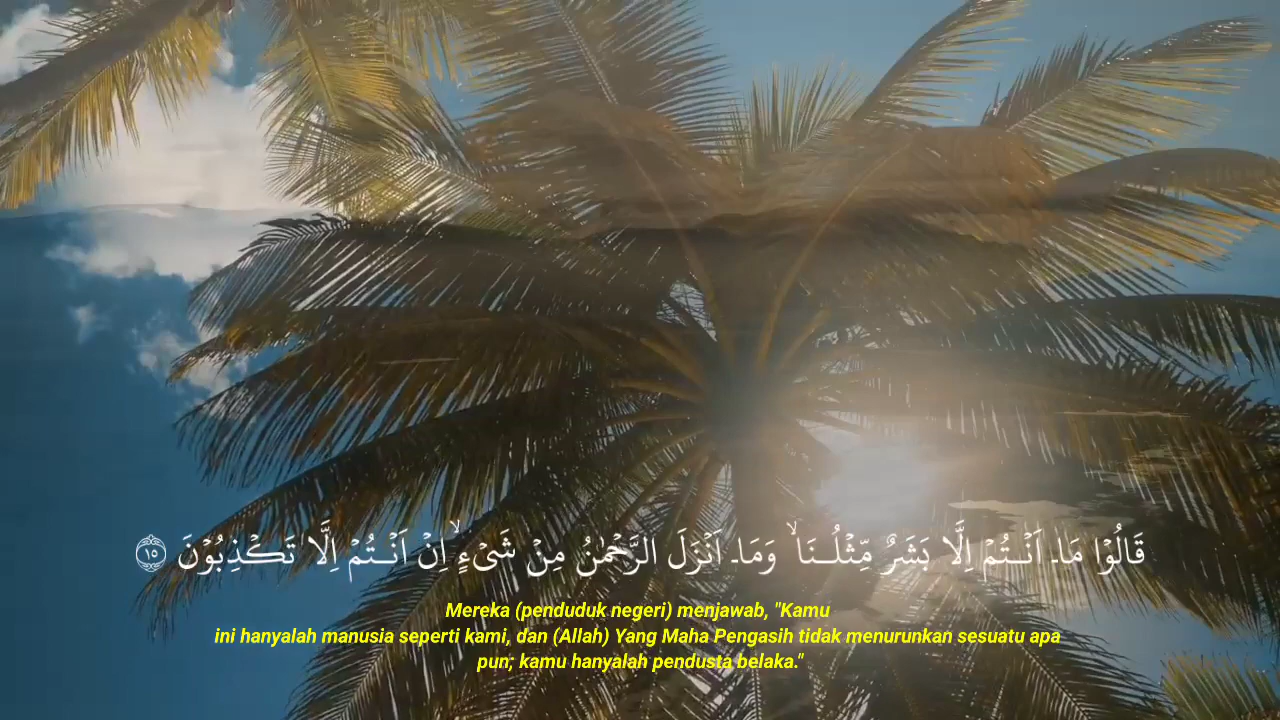 قَالُوْا مَاۤ اَنْتُمْ اِلَّا بَشَرٌ مِّثْلُنَاۙ وَمَاۤ اَنْزَلَ الرَّحْمٰنُ مِنْ شَيْءٍۙ اِنْ اَنْتُمْ اِلَّا تَكْذِبُوْنَ ١٥
Mereka (penduduk negeri) menjawab, "Kamu
ini hanyalah manusia seperti kami, dan (Allah) Yang Maha Pengasih tidak menurunkan sesuatu apa
pun; kamu hanyalah pendusta belaka."